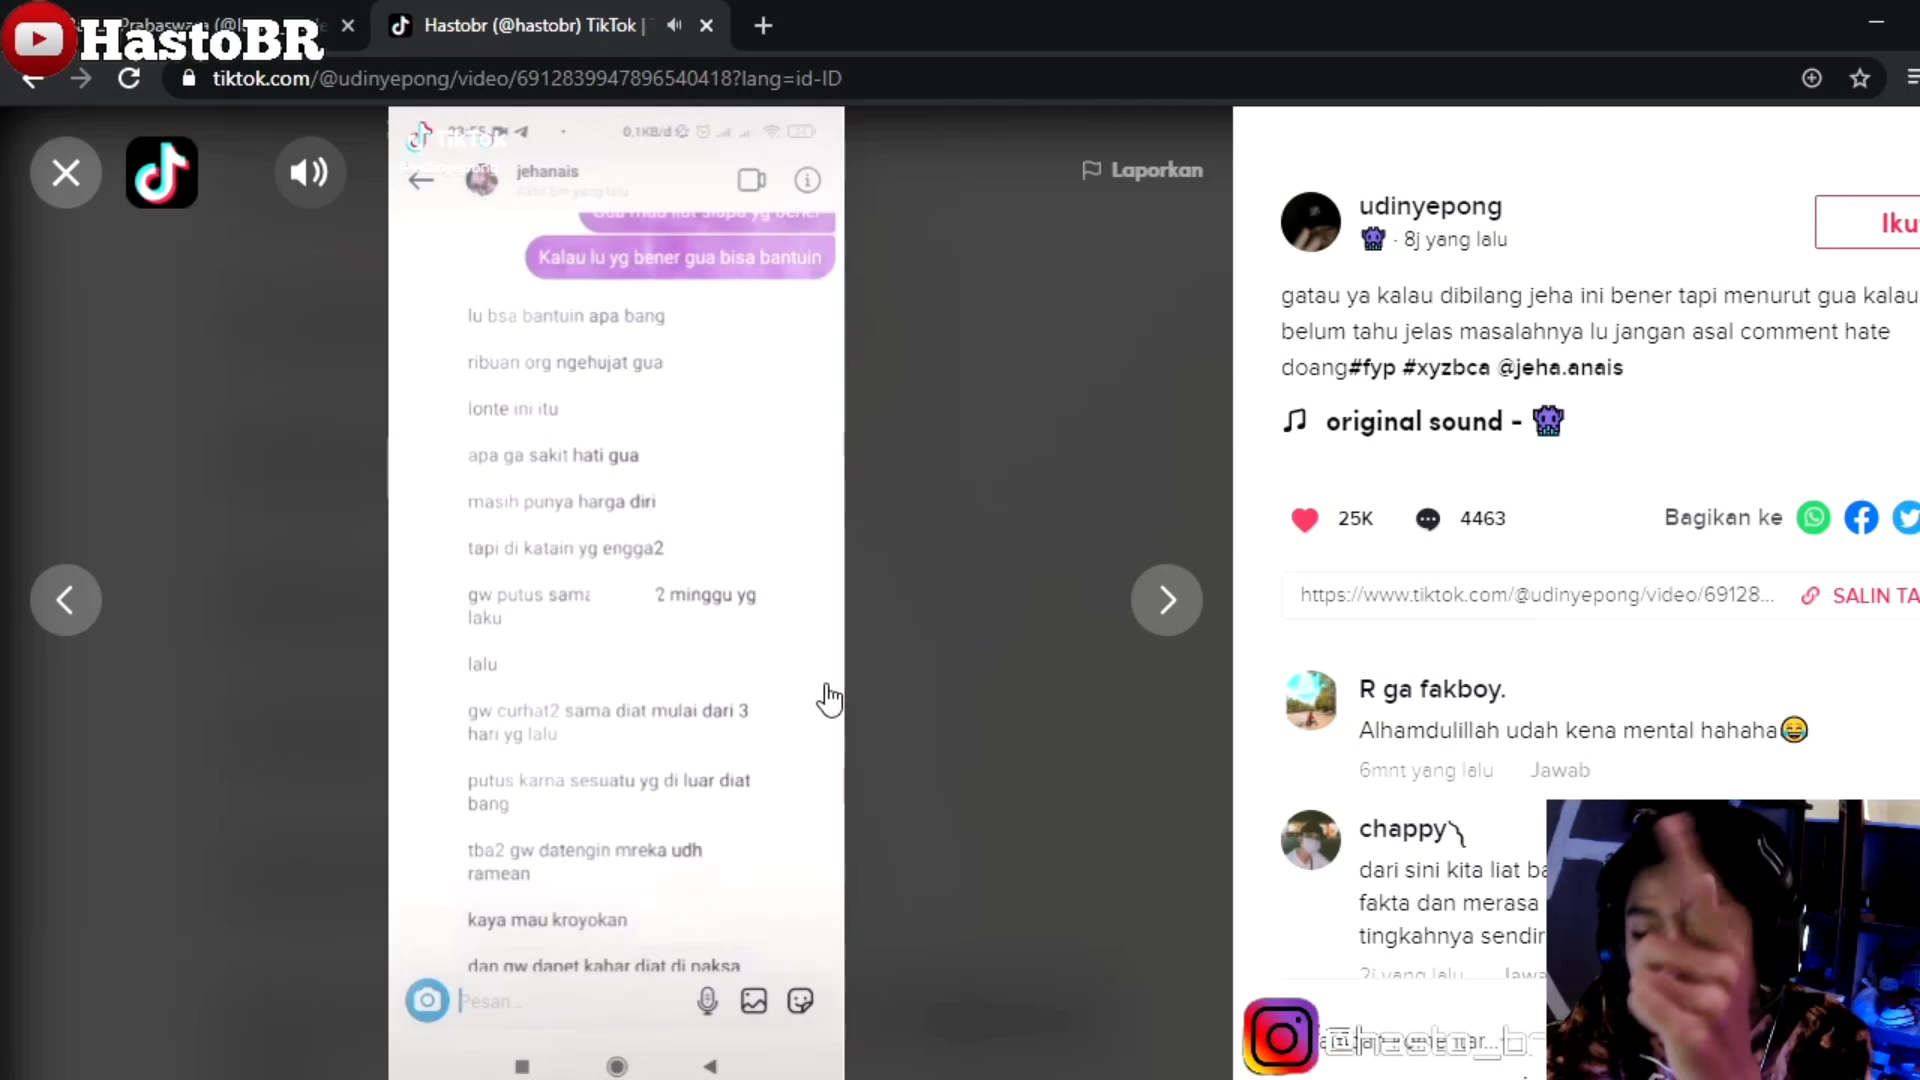 HastoBR
Hastobr (@hastobr) TikTok |
tiktok.com/@udinyepong/video/6912839947896540418?lang=id-ID
TikTok
0,1KB/d
jehanais
Aktif 6m yang lalu
Gua mau liat siapa yg bener
Kalau lu yg bener gua bisa bantuin
lu bsa bantuin apa bang
ribuan org ngehujat gua
lonte ini itu
apa ga sakit hati gua
masih punya harga diri
tapi di katain yg engga2
gw putus sama 2 minggu yg
laku
lalu
gw curhat2 sama diat mulai dari 3
hari yg lalu
putus karna sesuatu yg di luar diat
bang
tba2 gw datengin mreka udh
ramean
kaya mau kroyokan
dan gw dapet kabar diat di paksa
Pesan...
Laporkan
udinyepong
· 8j yang lalu
Iku
gatau ya kalau dibilang jeha ini bener tapi menurut gua kalau
belum tahu jelas masalahnya lu jangan asal comment hate
doang#fyp #xyzbca @jeha.anais
original sound -
25K
4463
Bagikan ke
https://www.tiktok.com/@udinyepong/video/69128...
SALIN TA
R ga fakboy.
Alhamdulillah udah kena mental hahaha😂
6mnt yang lalu Jawab
chappy
dari sini kita liat ba
fakta dan merasa
tingkahnya sendir
2j yang lalu Jawa
@hasto_br